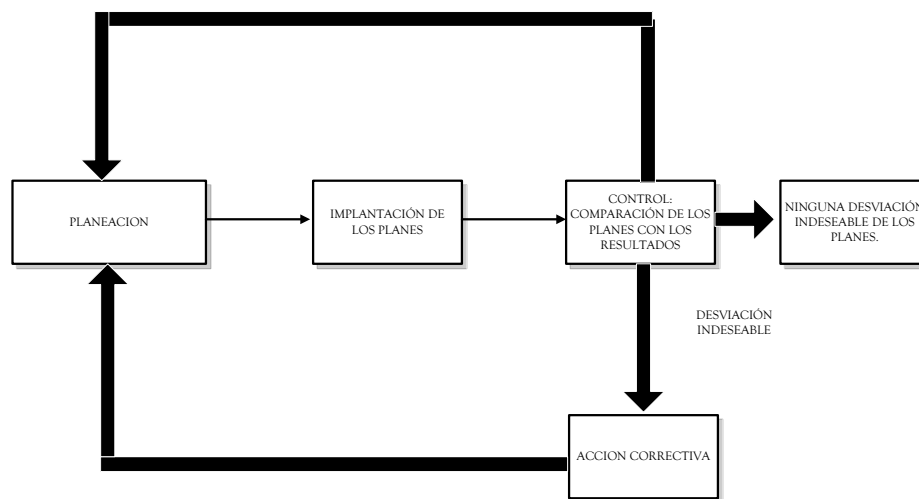 PLANEACION
IMPLANTACIÓN DE
LOS PLANES
CONTROL:
COMPARACIÓN DE LOS
PLANES CON LOS
RESULTADOS
NINGUNA DESVIACIÓN
INDESEABLE DE LOS
PLANES.
DESVIACIÓN
INDESEABLE
ACCION CORRECTIVA